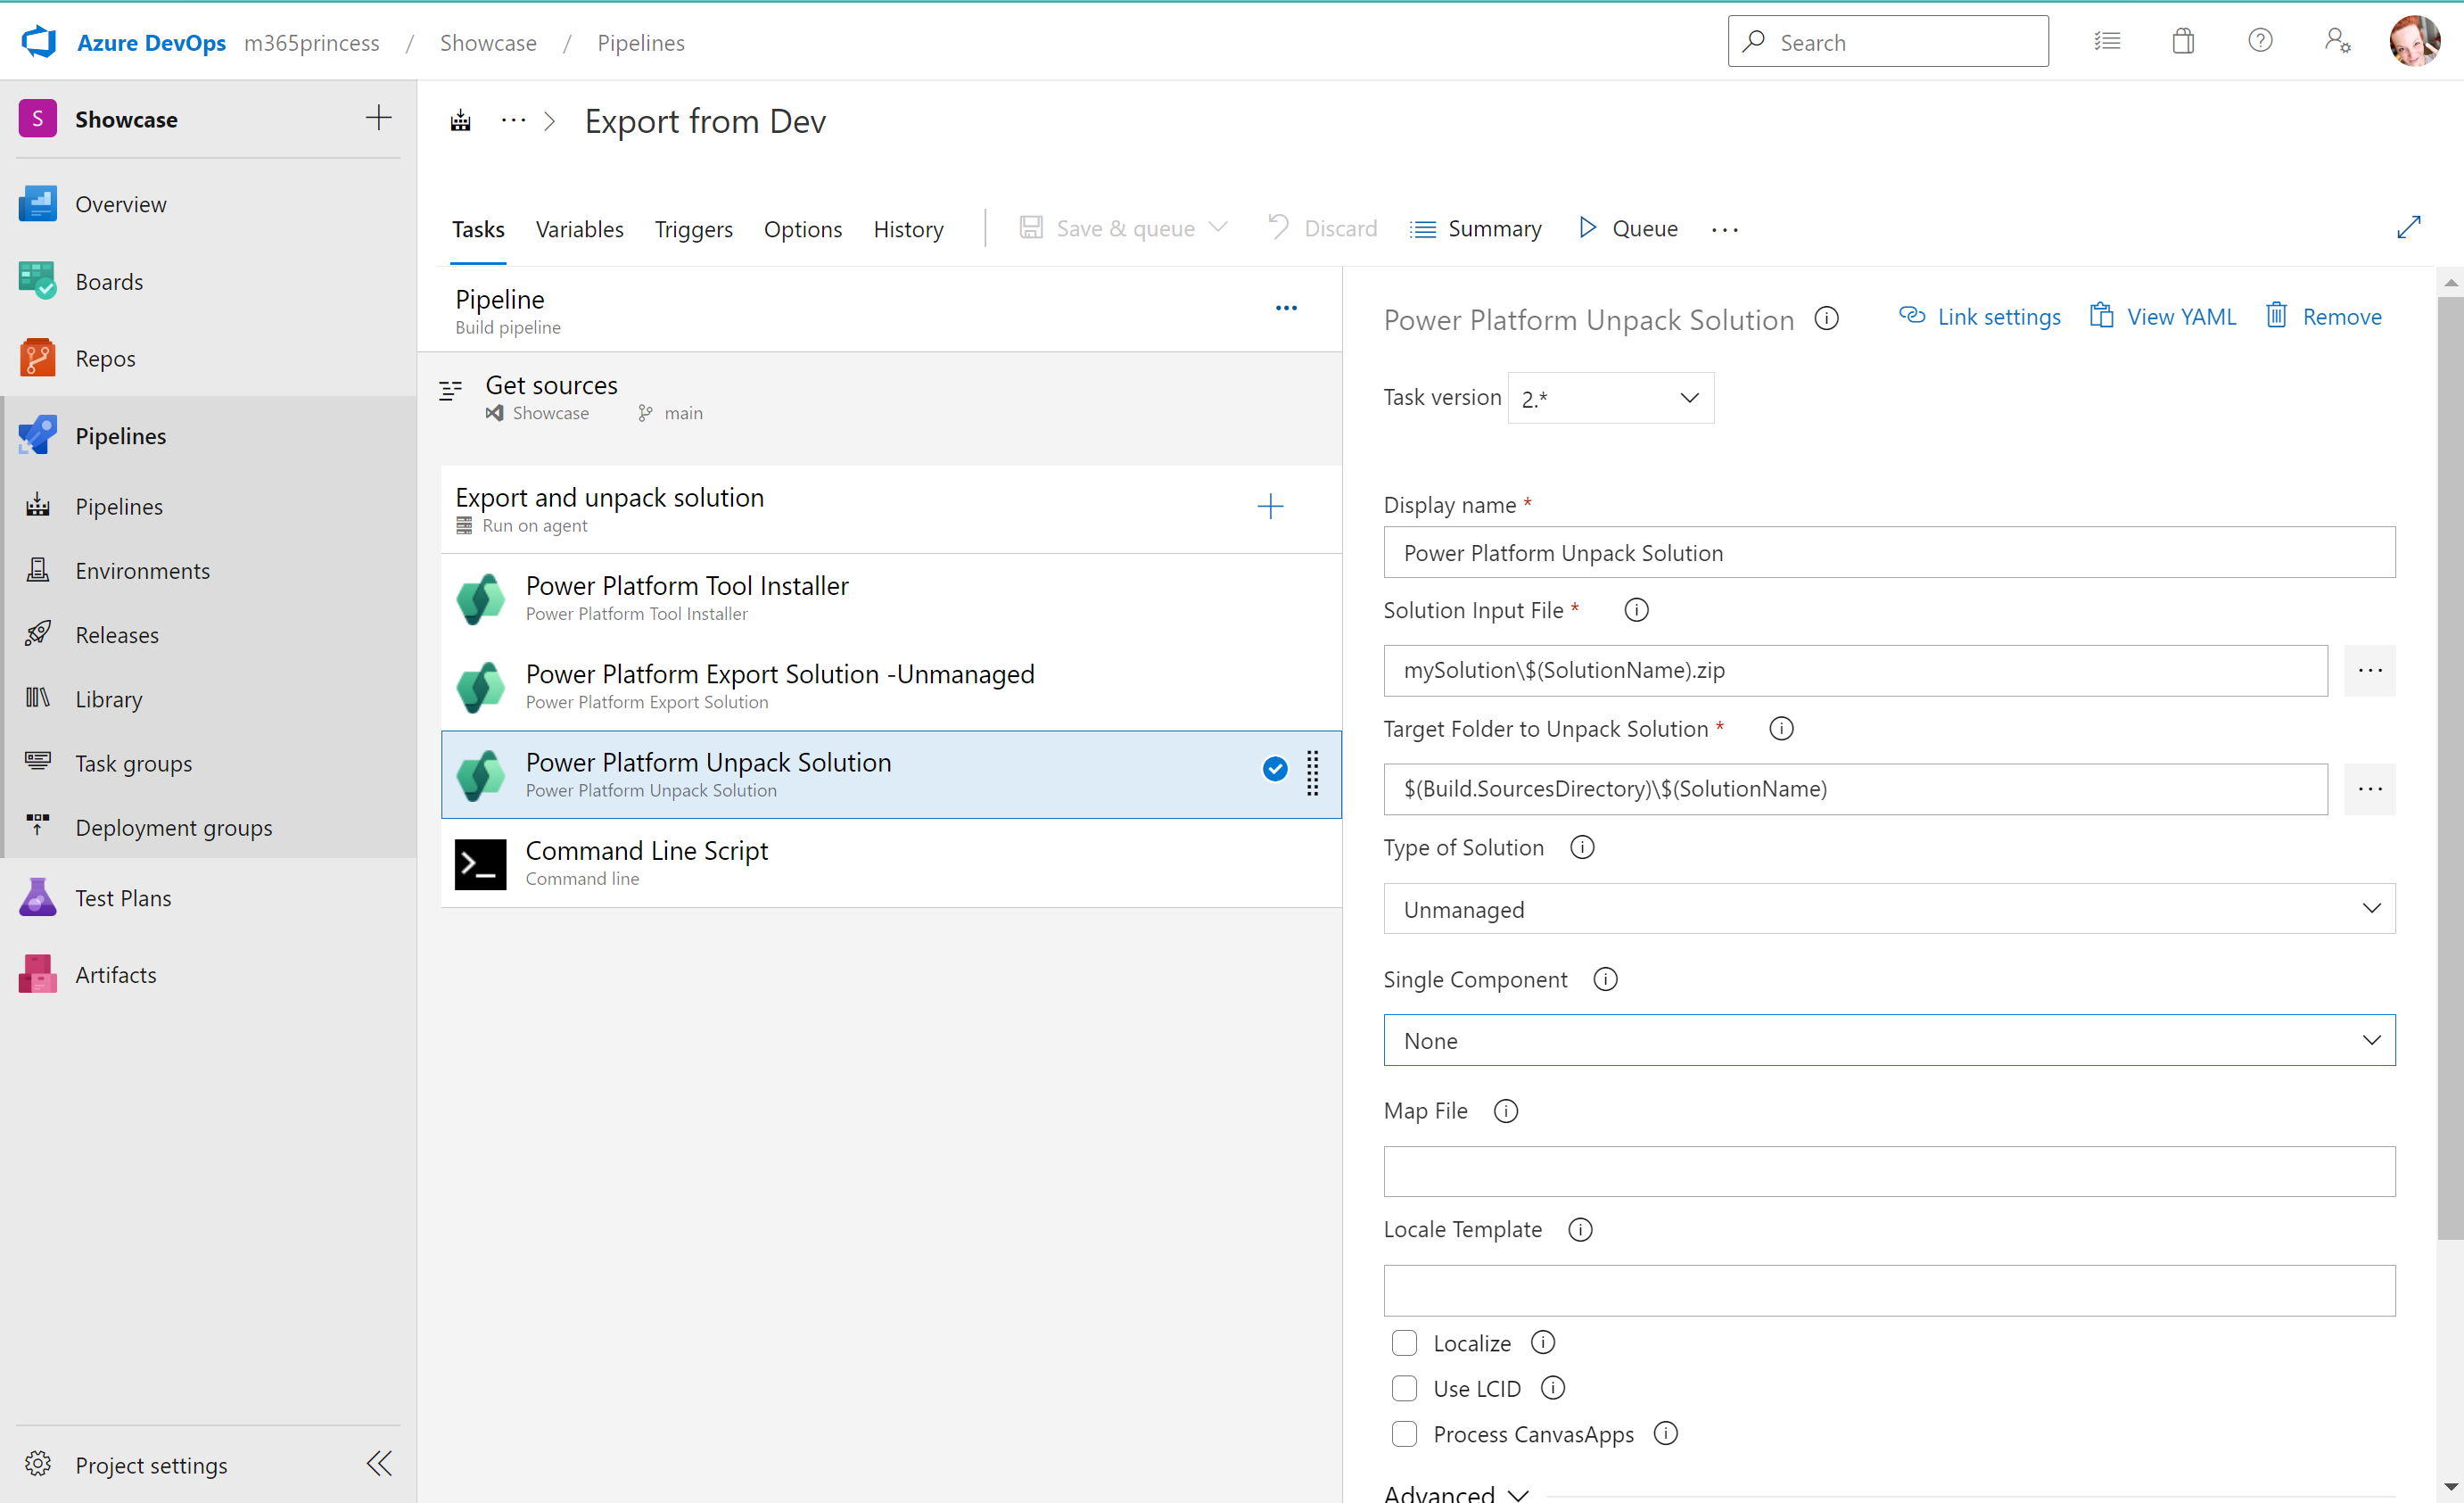 Azure DevOps m365princess / Showcase / Pipelines
Search
S Showcase
Overview
Boards
Repos
Pipelines
Pipelines
Environments
Releases
Library
Task groups
Deployment groups
Test Plans
Artifacts
Project settings
... > Export from Dev
Tasks Variables Triggers Options History Save & queue Discard Summary Queue ...
Pipeline
Build pipeline
...
Get sources
Showcase main
Export and unpack solution
Run on agent
Power Platform Tool Installer
Power Platform Tool Installer
Power Platform Export Solution -Unmanaged
Power Platform Export Solution
Power Platform Unpack Solution
Power Platform Unpack Solution
Command Line Script
Command line
Power Platform Unpack Solution Link settings View YAML Remove
Task version 2.*
Display name *
Power Platform Unpack Solution
Solution Input File *
mySolution\$(SolutionName).zip
...
Target Folder to Unpack Solution *
$(Build.SourcesDirectory)\$(SolutionName)
...
Type of Solution
Unmanaged
Single Component
None
Map File
Locale Template
Localize
Use LCID
Process CanvasApps
Advanced